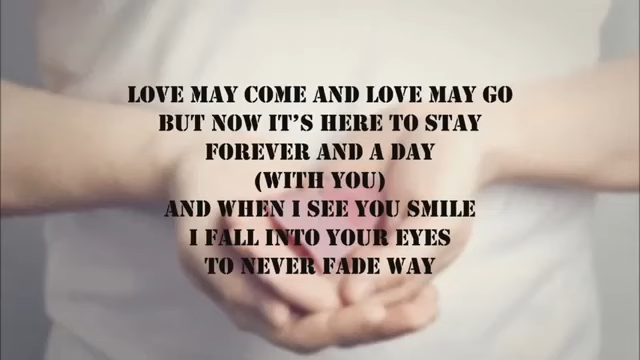 LOVE MAY COME AND LOVE MAY GO
BUT NOW IT'S HERE TO STAY
FOREVER AND A DAY
(WITH YOU)
AND WHEN I SEE YOU SMILE
I FALL INTO YOUR EYES
TO NEVER FADE WAY